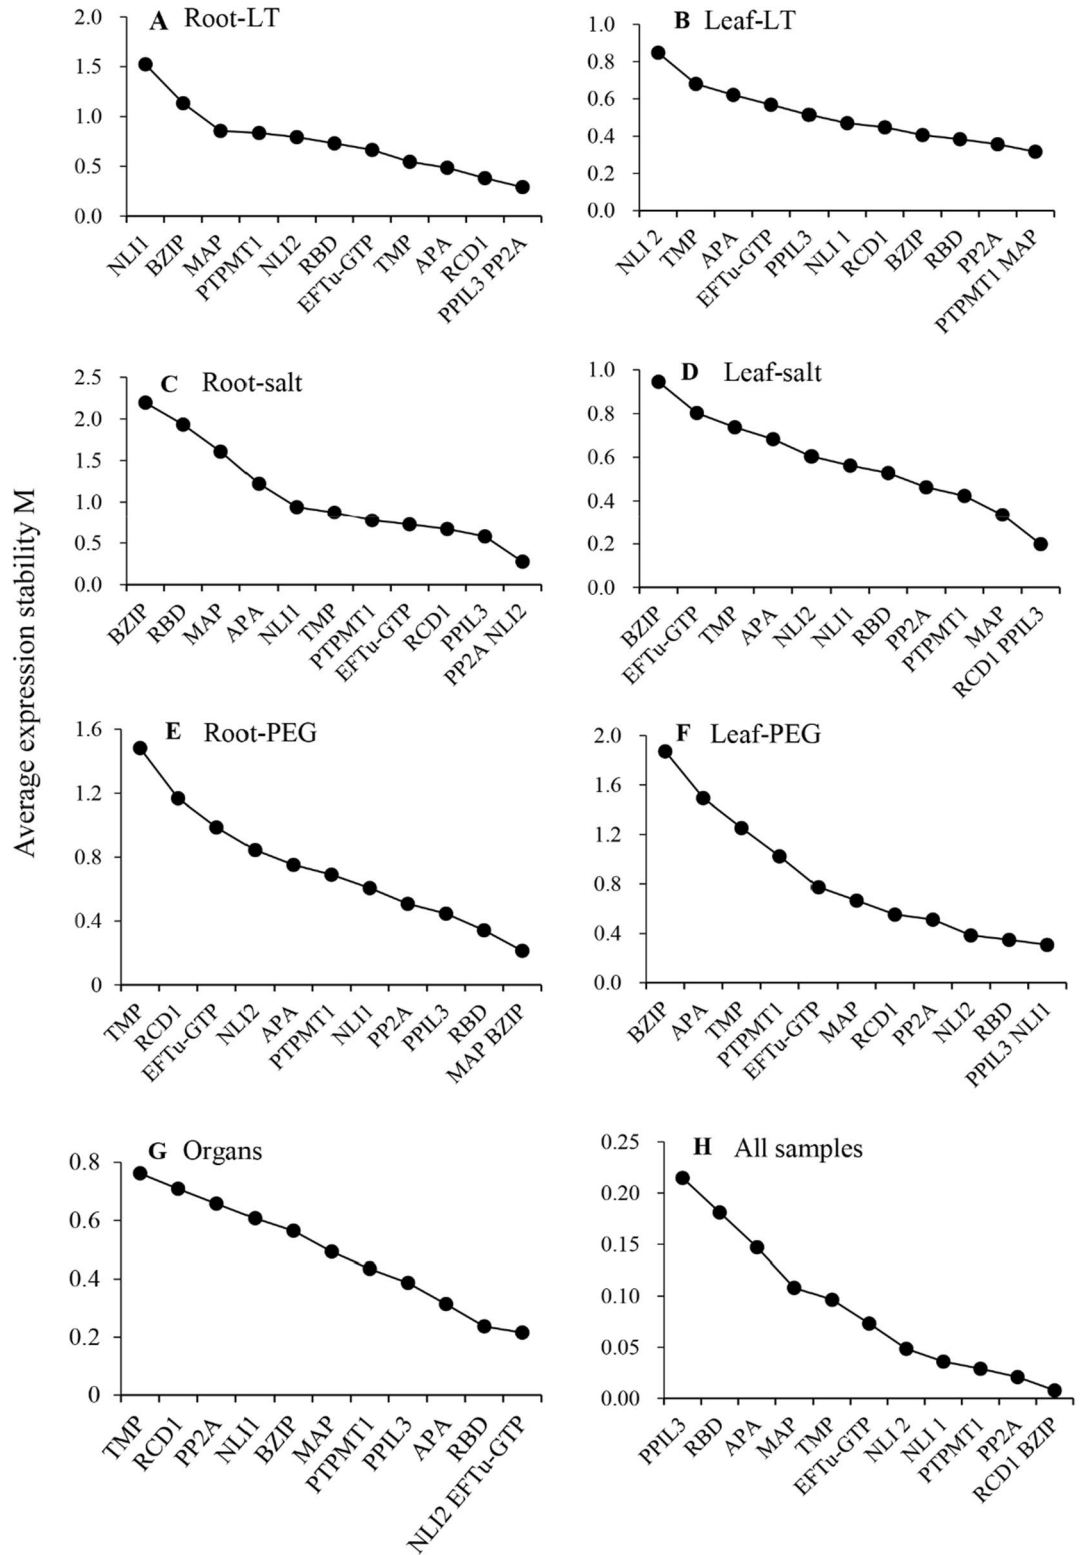 Average expression stability M
A Root-LT
2.0
1.5
1.0
0.5
0.0
NLI1
BZIP
MAP
PTPMT1
NLI2
RBD
EFTu-GTP
TMP
APA
RCD1
PPIL3 PP2A
B Leaf-LT
1.0
0.8
0.6
0.4
0.2
0.0
NLI 2
TMP
APA
EFTu-GTP
PPIL3
NLI 1
RCD1
BZIP
RBD
PP2A
PTPMT1 MAP
C Root-salt
2.5
2.0
1.5
1.0
0.5
0.0
BZIP
RBD
MAP
APA
NLI1
TMP
PTPMT1
EFTu-GTP
RCD1
PPIL3
PP2A NLI2
D Leaf-salt
1.0
0.8
0.6
0.4
0.2
0.0
BZIP
EFTu-GTP
TMP
APA
NLI2
NLI1
RBD
PP2A
PTPMT1
MAP
RCD1 PPIL3
E Root-PEG
1.6
1.2
0.8
0.4
0
TMP
RCD1
EFTu-GTP
NLI2
APA
PTPMT1
NLI1
PP2A
PPIL3
RBD
MAP BZIP
F Leaf-PEG
2.0
1.6
1.2
0.8
0.4
0.0
BZIP
APA
TMP
PTPMT1
EFTu-GTP
MAP
RCD1
PP2A
NLI2
RBD
PPIL3 NLI1
G Organs
0.8
0.6
0.4
0.2
0
TMP
RCD1
PP2A
NLI1
BZIP
MAP
PTPMT1
PPIL3
APA
RBD
NLI2 EFTu-GTP
H All samples
0.25
0.20
0.15
0.10
0.05
0.00
PPIL3
RBD
APA
MAP
TMP
EFTu-GTP
NLI 2
NLI 1
PTPMT1
PP2A
RCD1 BZIP